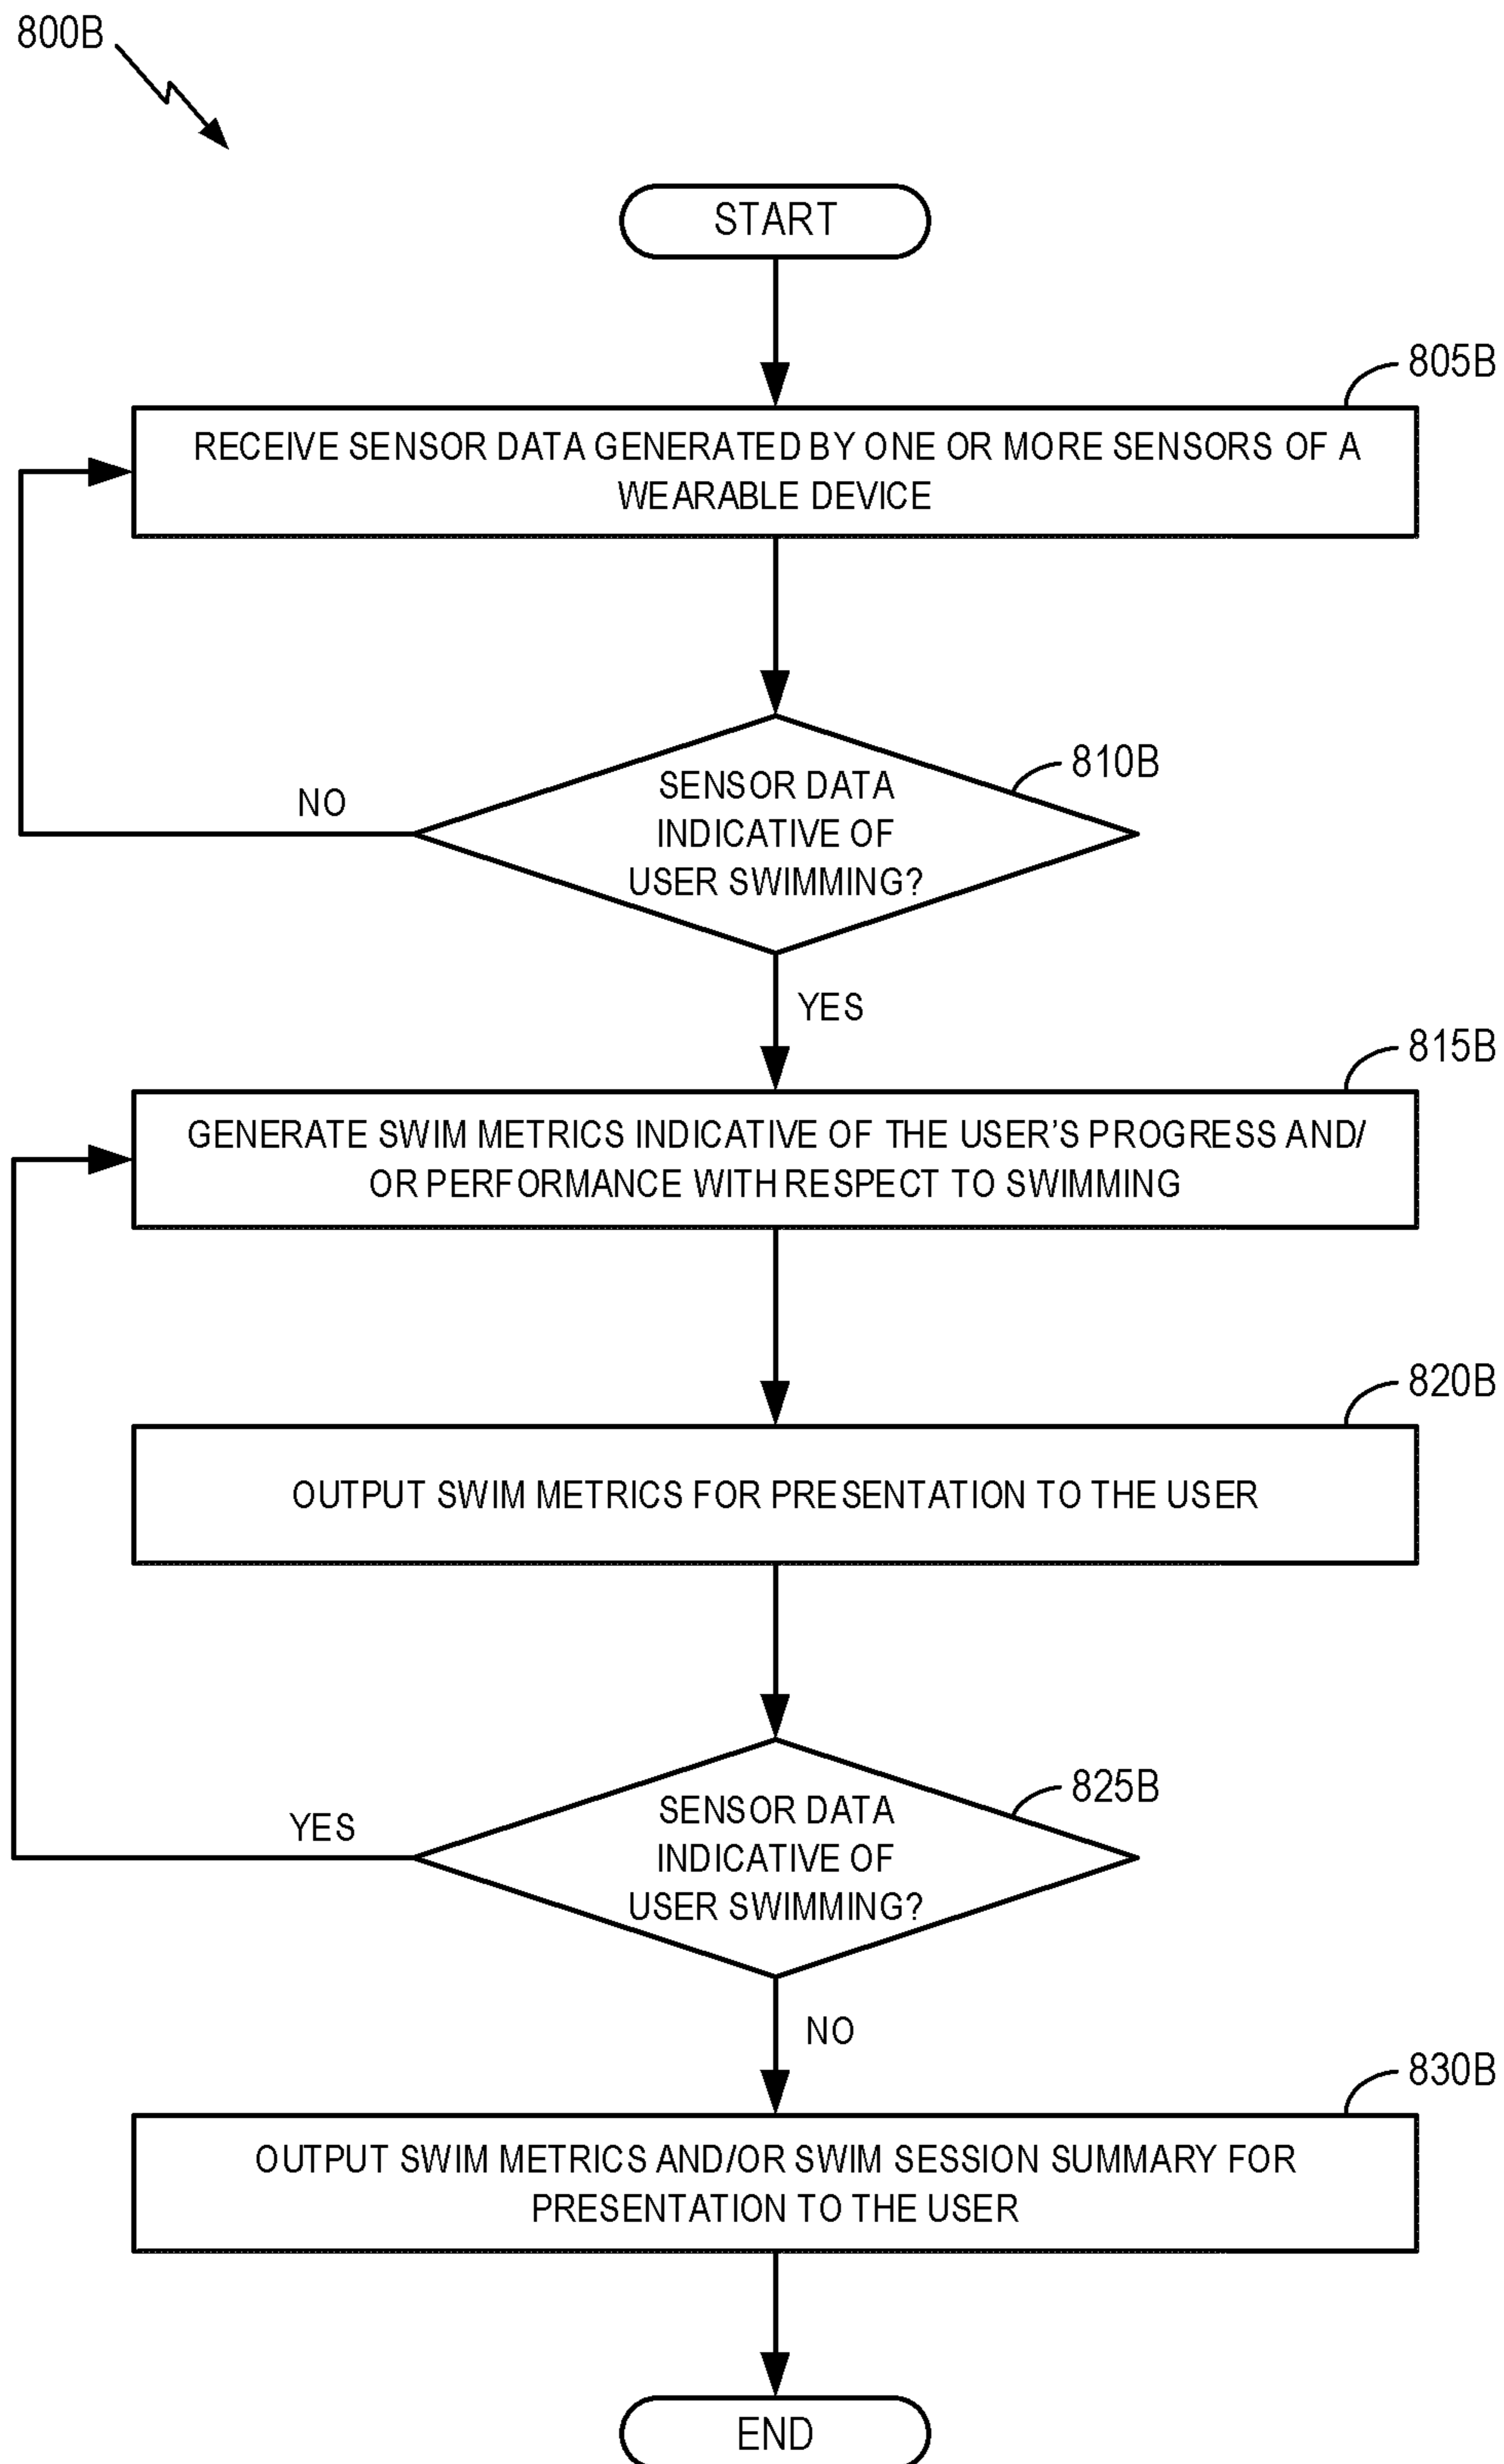 800B
START
805B
RECEIVE SENSOR DATA GENERATED BY ONE OR MORE SENSORS OF A
WEARABLE DEVICE
810B
SENSOR DATA
INDICATIVE OF
USER SWIMMING?
NO
YES
815B
GENERATE SWIM METRICS INDICATIVE OF THE USER’S PROGRESS AND/
OR PERFORMANCE WITH RESPECT TO SWIMMING
820B
OUTPUT SWIM METRICS FOR PRESENTATION TO THE USER
825B
SENSOR DATA
INDICATIVE OF
USER SWIMMING?
YES
NO
830B
OUTPUT SWIM METRICS AND/OR SWIM SESSION SUMMARY FOR
PRESENTATION TO THE USER
END